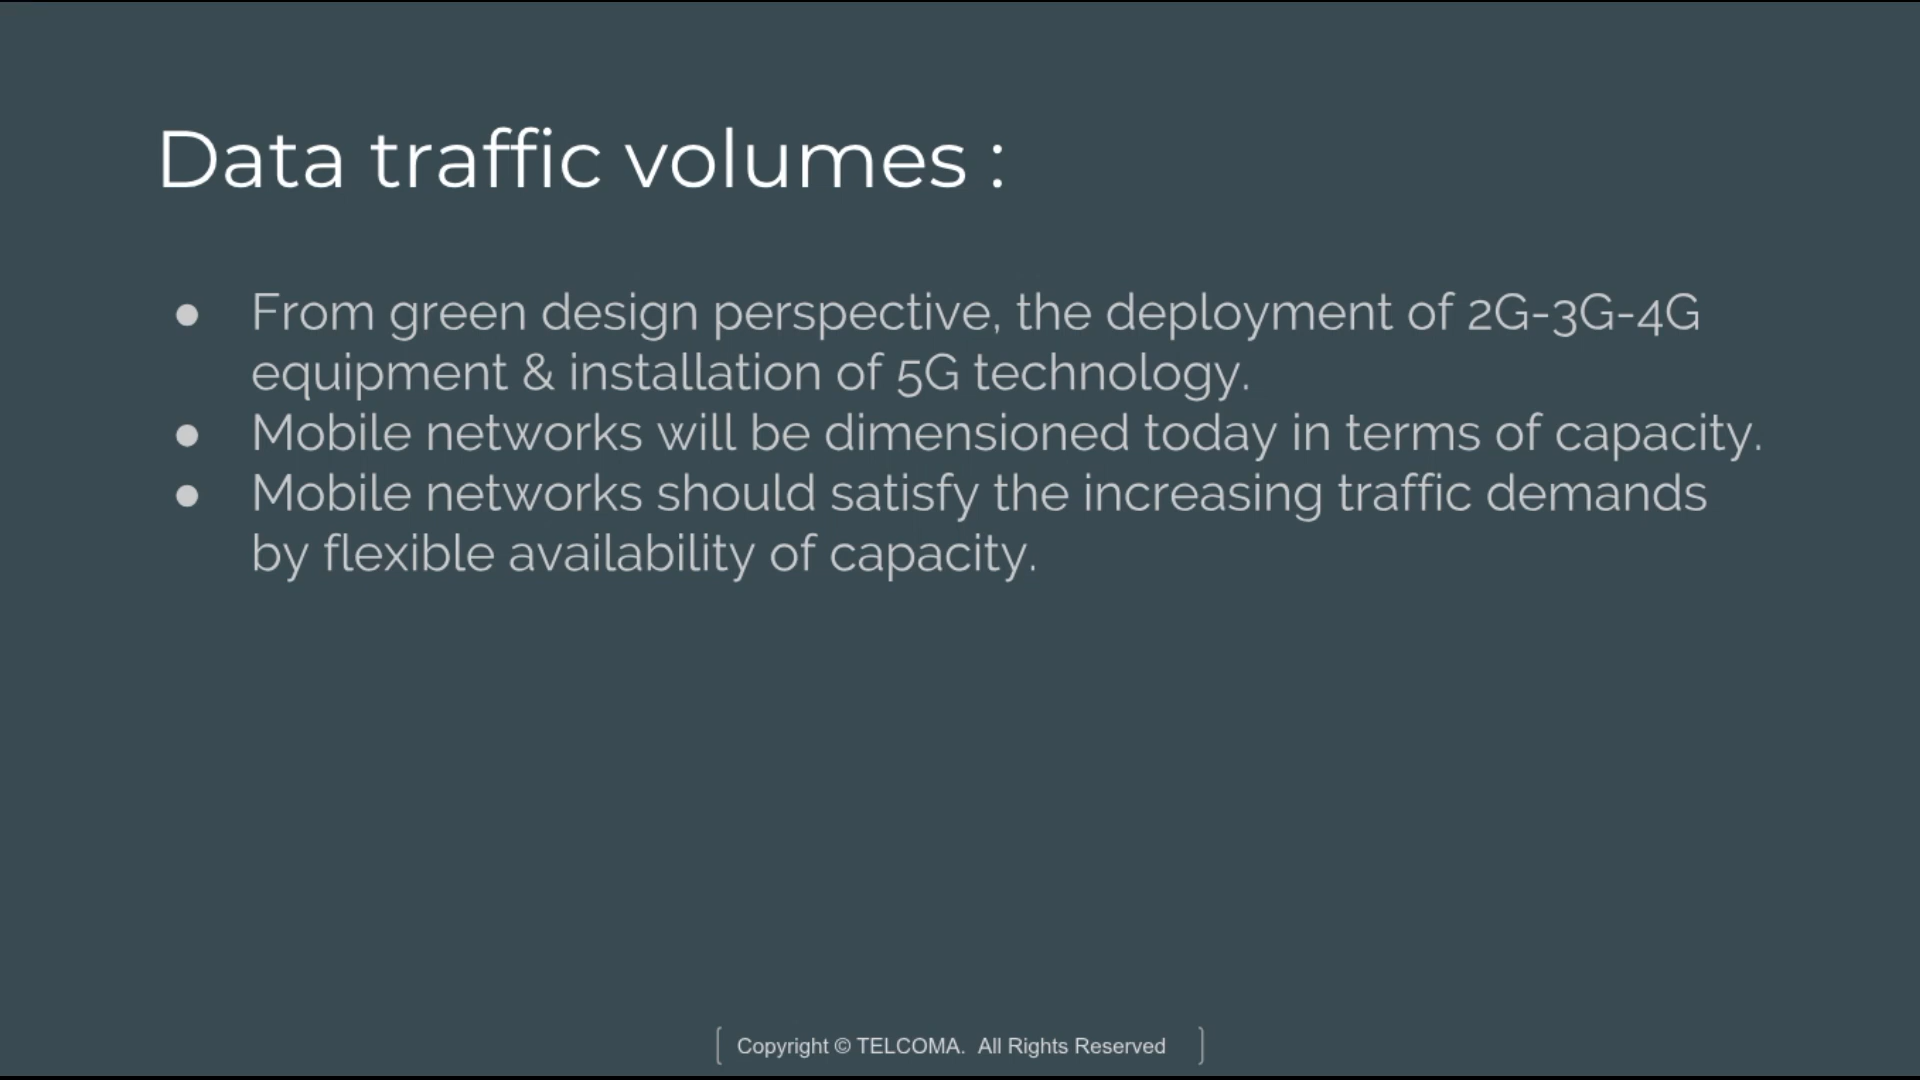 Data traffic volumes :
● From green design perspective, the deployment of 2G-3G-4G
equipment & installation of 5G technology.
● Mobile networks will be dimensioned today in terms of capacity.
● Mobile networks should satisfy the increasing traffic demands
by flexible availability of capacity.
[ Copyright © TELCOMA. All Rights Reserved ]